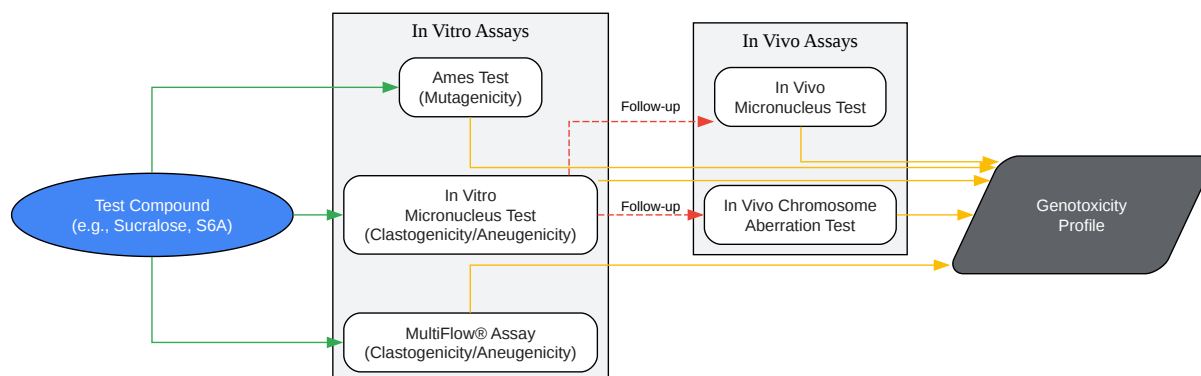 In Vitro Assays
In Vivo Assays
Ames Test
(Mutagenicity)
In Vivo
Micronucleus Test
Follow-up
Test Compound
(e.g., Sucralose, S6A)
In Vitro
Micronucleus Test
(Clastogenicity/Aneugenicity)
Follow-up
In Vivo Chromosome
Aberration Test
Genotoxicity
Profile
MultiFlow® Assay
(Clastogenicity/Aneugenicity)